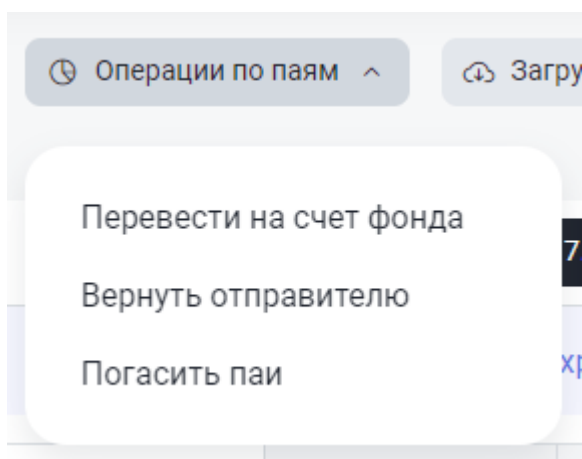 Операции по паям
Перевести на счет фонда
Вернуть отправителю
Погасить паи